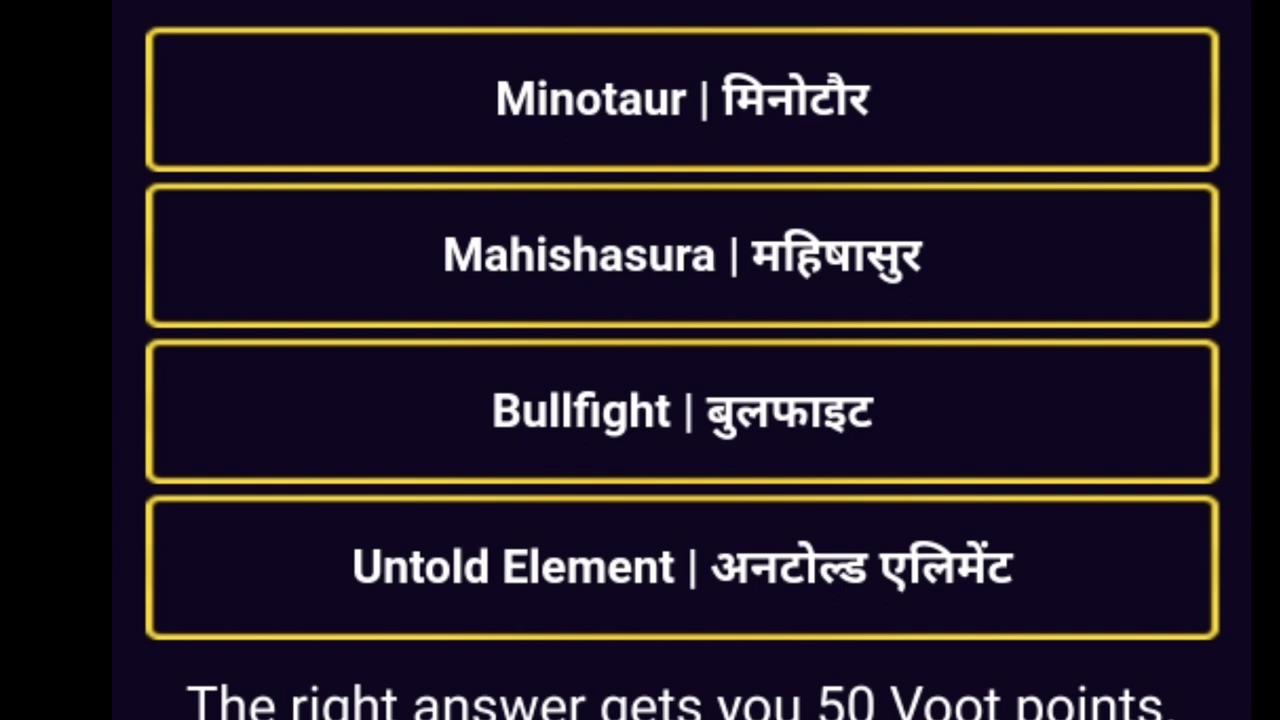 Minotaur | मिनोटौर
Mahishasura | महिषासुर
Bullfight | बुलफाइट
Untold Element | अनटोल्ड एलिमेंट
The right answer gets you 50 Voot points.